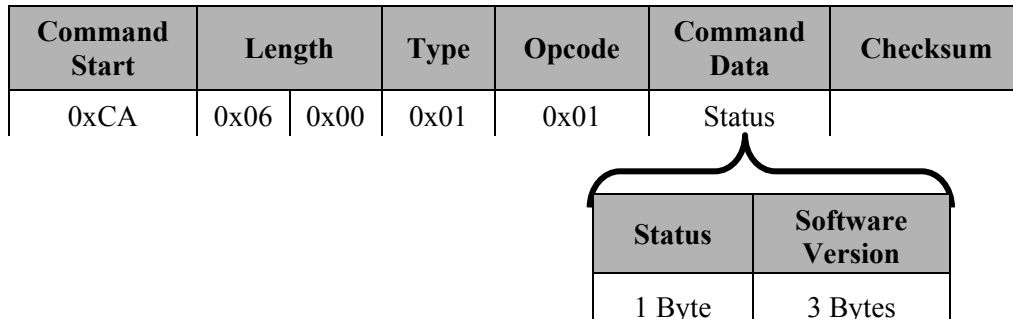 Command Start Length Type Opcode Command Data Checksum
0xCA 0x06 0x00 0x01 0x01 Status
Status Software Version
1 Byte 3 Bytes